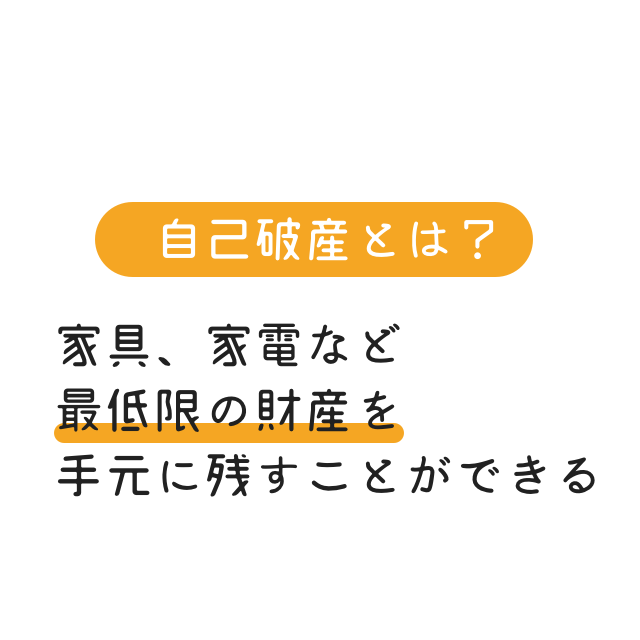 自己破産とは？
家具、家電など
最低限の財産を
手元に残すことができる